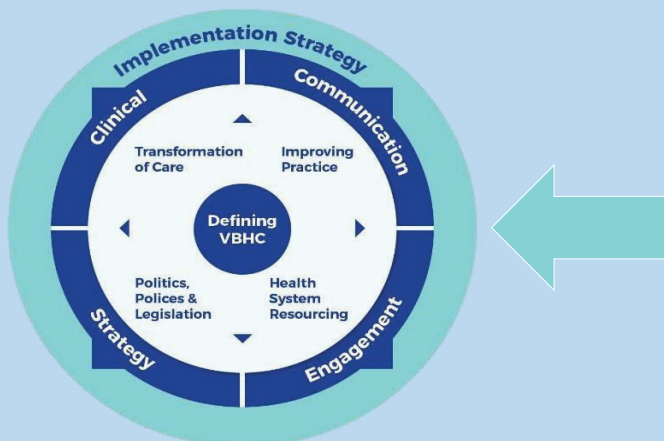 Implementation Strategy
Clinical
Communication
Transformation
of Care
Improving
Practice
Defining
VBHC
Politics,
Polices &
Legislation
Health
System
Resourcing
Strategy
Engagement